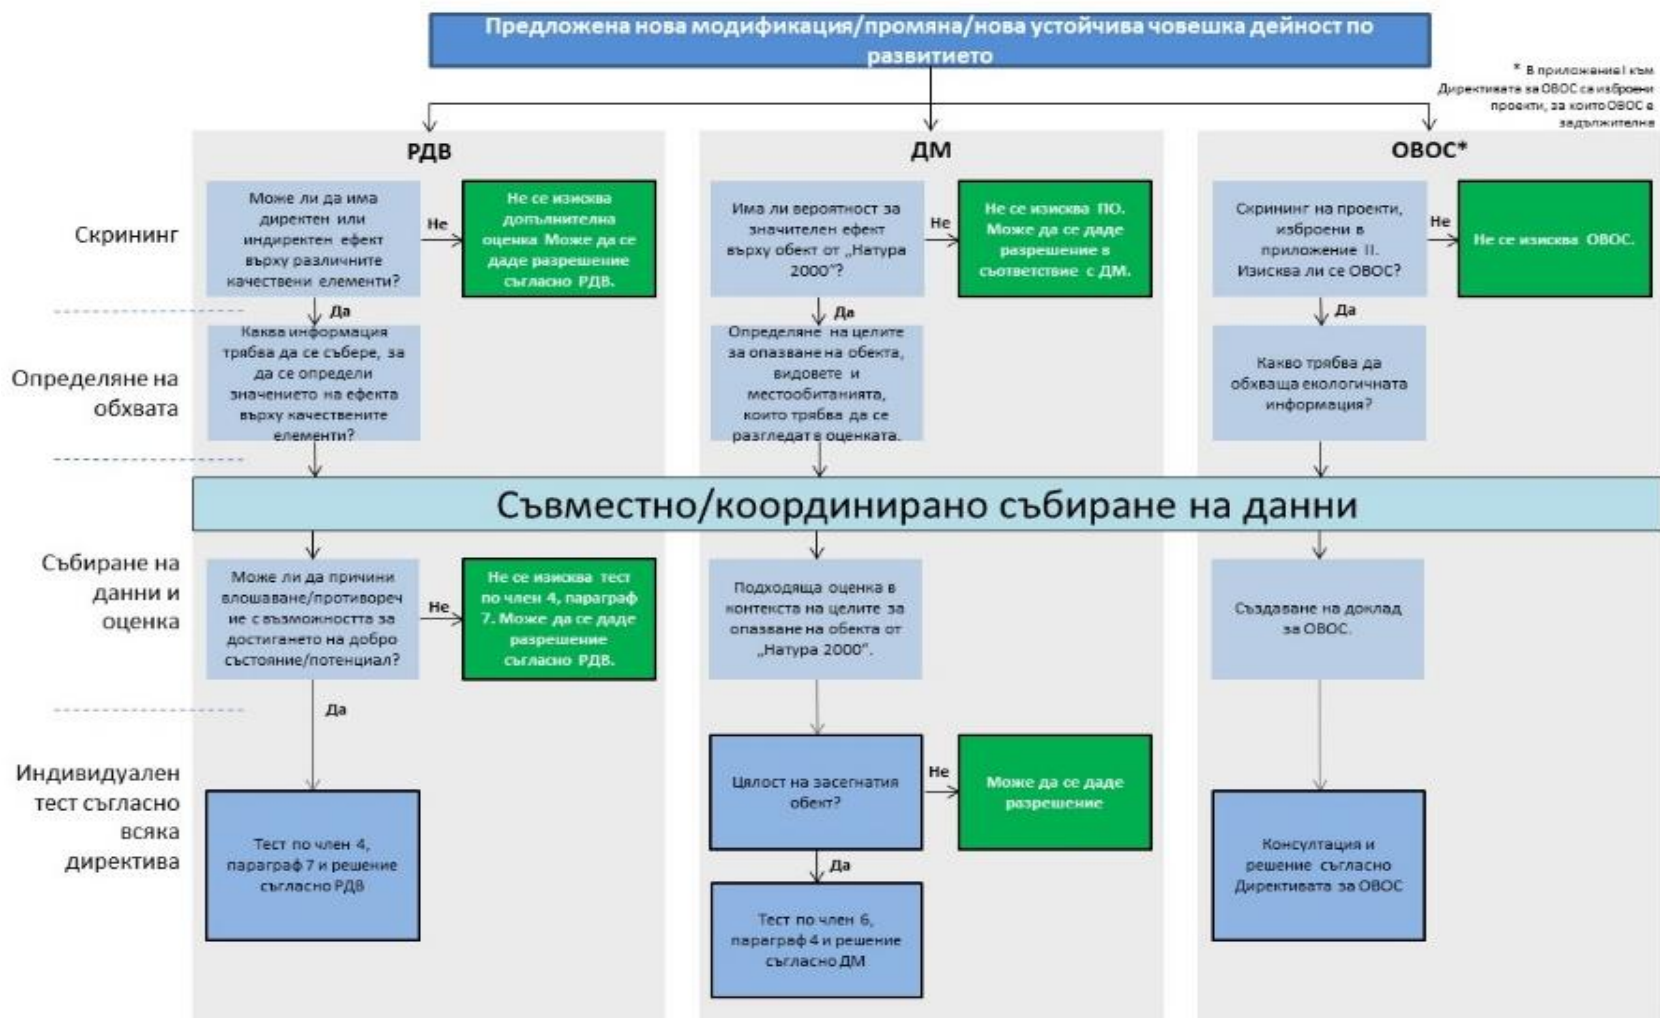 Предложена нова модификация/промяна/нова устойчива човешка дейност по
развитието
* В приложение I към
Директивата за ОВОС са изброени
проекти, за които ОВОС е
задължителна
РДВ
ДМ
ОВОС*
Скрининг
Може ли да има
директен или
индиректен ефект
върху различните
качествени елементи?
Не
Не се изисква
допълнителна
оценка Може да се
даде разрешение
съгласно РДВ.
Има ли вероятност за
значителен ефект
върху обект от „Натура
2000“?
Не
Не се изисква ПО.
Може да се даде
разрешение в
съответствие с ДМ.
Скрининг на проекти,
изброени в
приложение II.
Изисква ли се ОВОС?
Не
Не се изисква ОВОС.
Да
Да
Да
Определяне на
обхвата
Каква информация
трябва да се събере, за
да се определи
значението на ефекта
върху качествените
елементи?
Определяне на целите
за опазване на обекта,
видовете и
местообитанията,
които трябва да се
разгледат в оценката.
Какво трябва да
обхваща екологичната
информация?
Съвместно/координирано събиране на данни
Събиране на
данни и
оценка
Може ли да причини
влошаване/противореч
ие с възможността за
достигането на добро
състояние/потенциал?
Не
Не се изисква тест
по член 4, параграф
7. Може да се даде
разрешение
съгласно РДВ.
Подходяща оценка в
контекста на целите за
опазване на обекта от
„Натура 2000“.
Създаване на доклад
за ОВОС.
Да
Индивидуален
тест съгласно
всяка
директива
Тест по член 4,
параграф 7 и решение
съгласно РДВ
Цялост на засегнатия
обект?
Не
Може да се даде
разрешение
Да
Тест по член 6,
параграф 4 и решение
съгласно ДМ
Консултация и
решение съгласно
Директивата за ОВОС